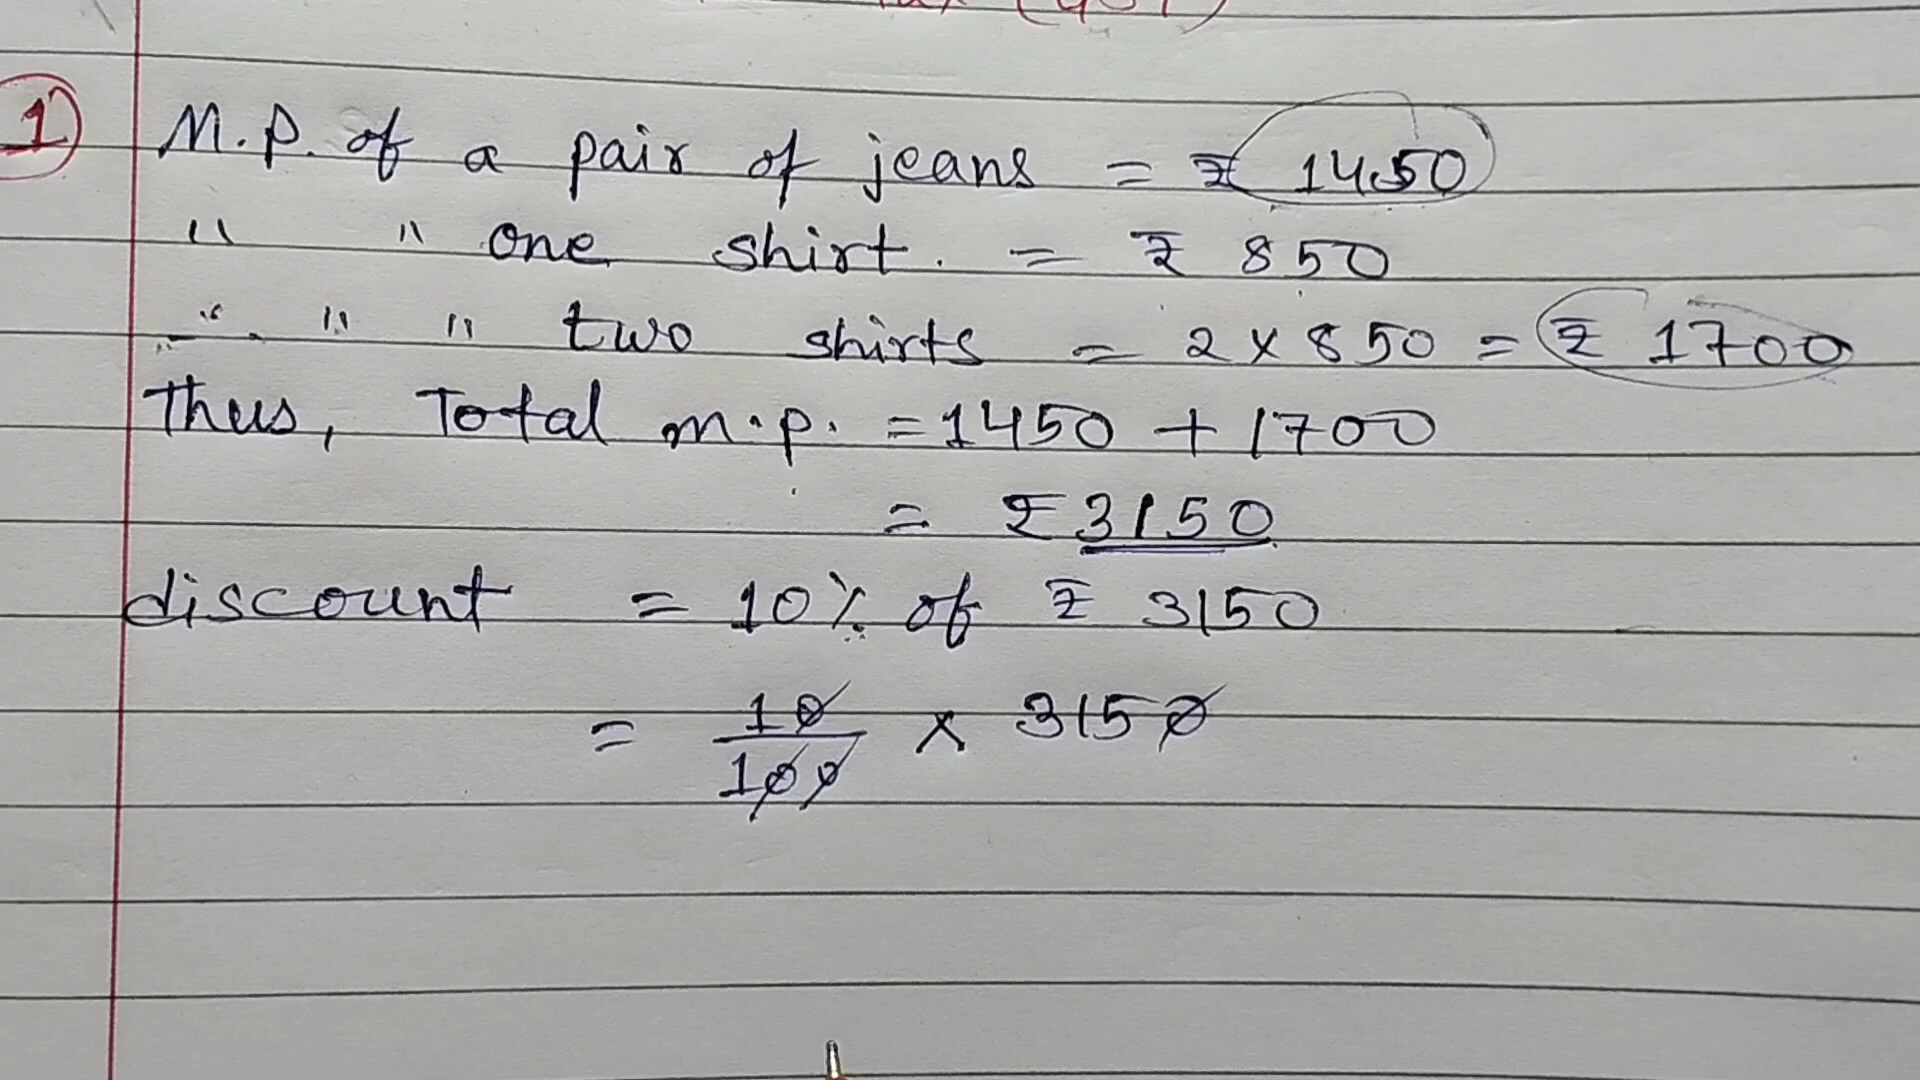 (GST)
1 M.P. of a pair of jeans = ₹ 1450
" " one shirt. = ₹ 850
" " " two shirts = 2 x 850 = ₹ 1700
Thus, Total m.p. = 1450 + 1700
= ₹ 3150
discount = 10% of ₹ 3150
= 10/100 x 3150